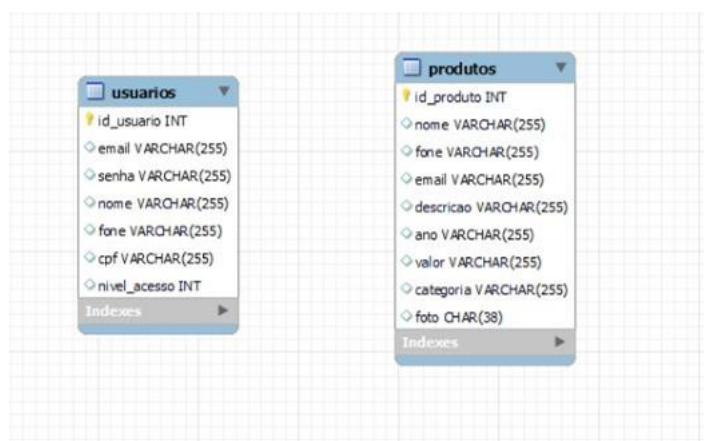 usuarios
id_usuario INT
email VARCHAR(255)
senha VARCHAR(255)
nome VARCHAR(255)
fone VARCHAR(255)
cpf VARCHAR(255)
nivel_acesso INT
Indexes
produtos
id_produto INT
nome VARCHAR(255)
fone VARCHAR(255)
email VARCHAR(255)
descricao VARCHAR(255)
ano VARCHAR(255)
valor VARCHAR(255)
categoria VARCHAR(255)
foto CHAR(38)
Indexes